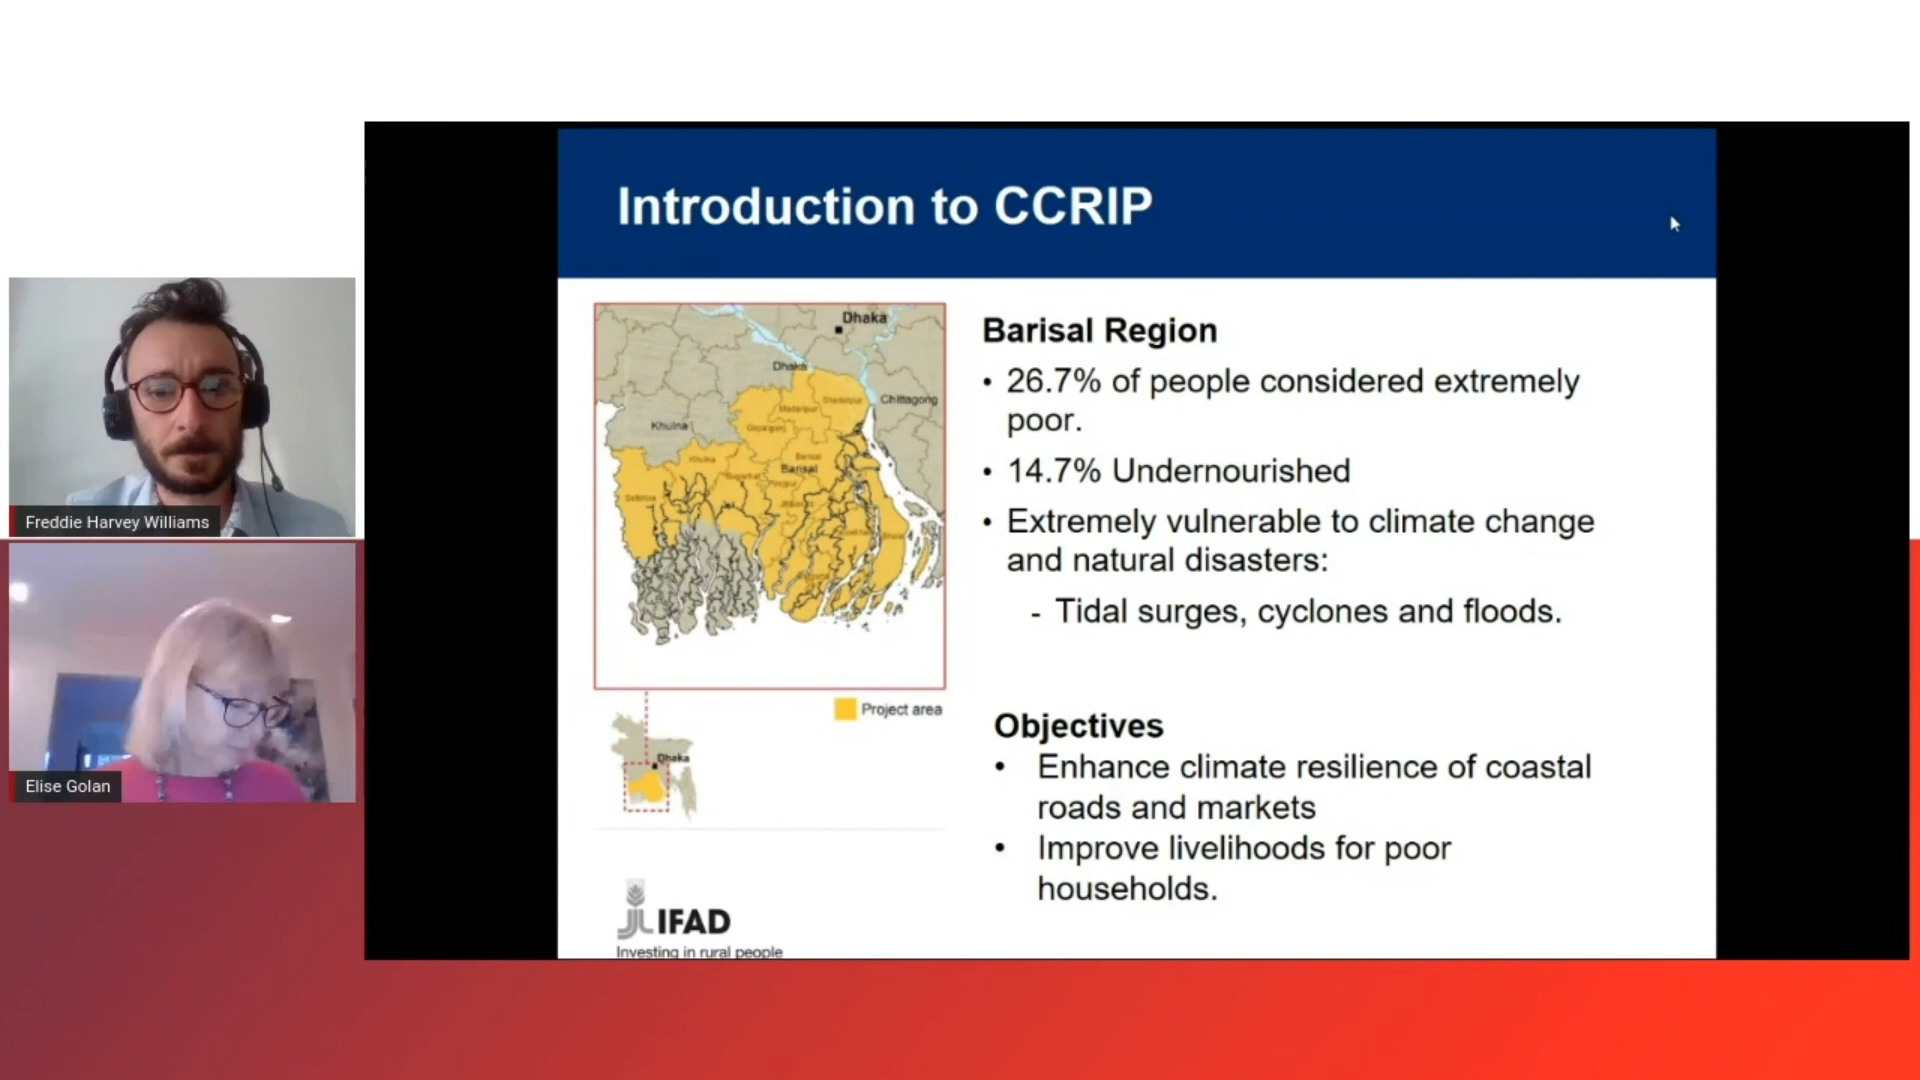 Introduction to CCRIP
Dhaka
Dhaka
Chittagong
Khulna
Barisal
Project area
Dhaka
Barisal Region
• 26.7% of people considered extremely
poor.
• 14.7% Undernourished
• Extremely vulnerable to climate change
and natural disasters:
- Tidal surges, cyclones and floods.
Objectives
• Enhance climate resilience of coastal
roads and markets
• Improve livelihoods for poor
households.
IFAD
Investing in rural people
Freddie Harvey Williams
Elise Golan